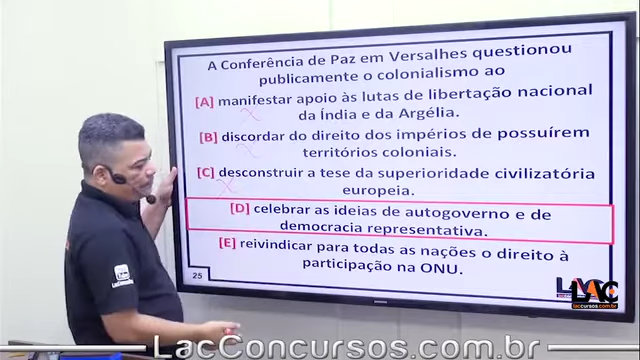 A Conferência de Paz em Versalhes questionou
publicamente o colonialismo ao
[A] manifestar apoio às lutas de libertação nacional
da Índia e da Argélia.
[B] discordar do direito dos impérios de possuírem
territórios coloniais.
[C] desconstruir a tese da superioridade civilizatória
europeia.
[D] celebrar as ideias de autogoverno e de
democracia representativa.
[E] reivindicar para todas as nações o direito à
participação na ONU.
25
LAC
laccursos.com.br
LacConcursos.com.br